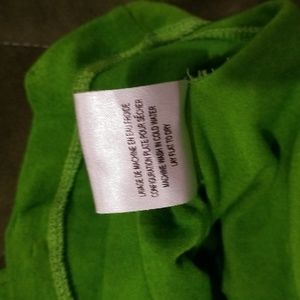 LAVAGE DE MACHINE EN EAU FROIDE
CONFIGURATION PLATE POUR SÉCHER
MACHINE WASH IN COLD WATER
LAY FLAT TO DRY